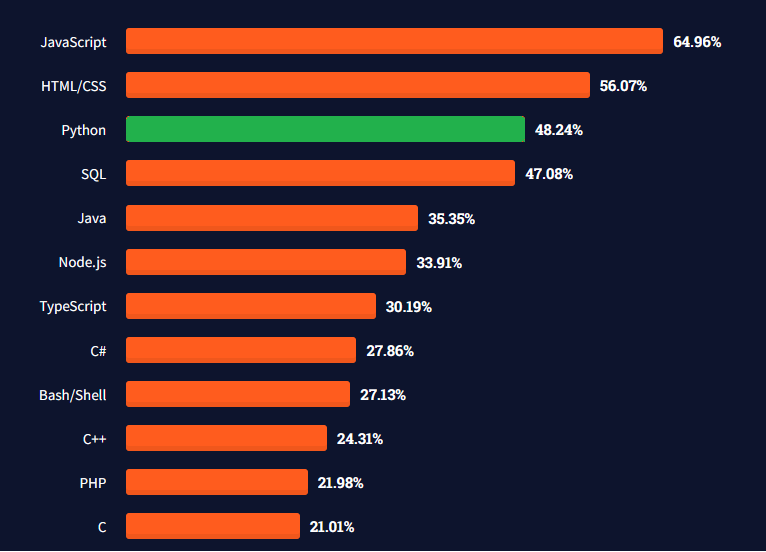 JavaScript 64.96%
HTML/CSS 56.07%
Python 48.24%
SQL 47.08%
Java 35.35%
Node.js 33.91%
TypeScript 30.19%
C# 27.86%
Bash/Shell 27.13%
C++ 24.31%
PHP 21.98%
C 21.01%